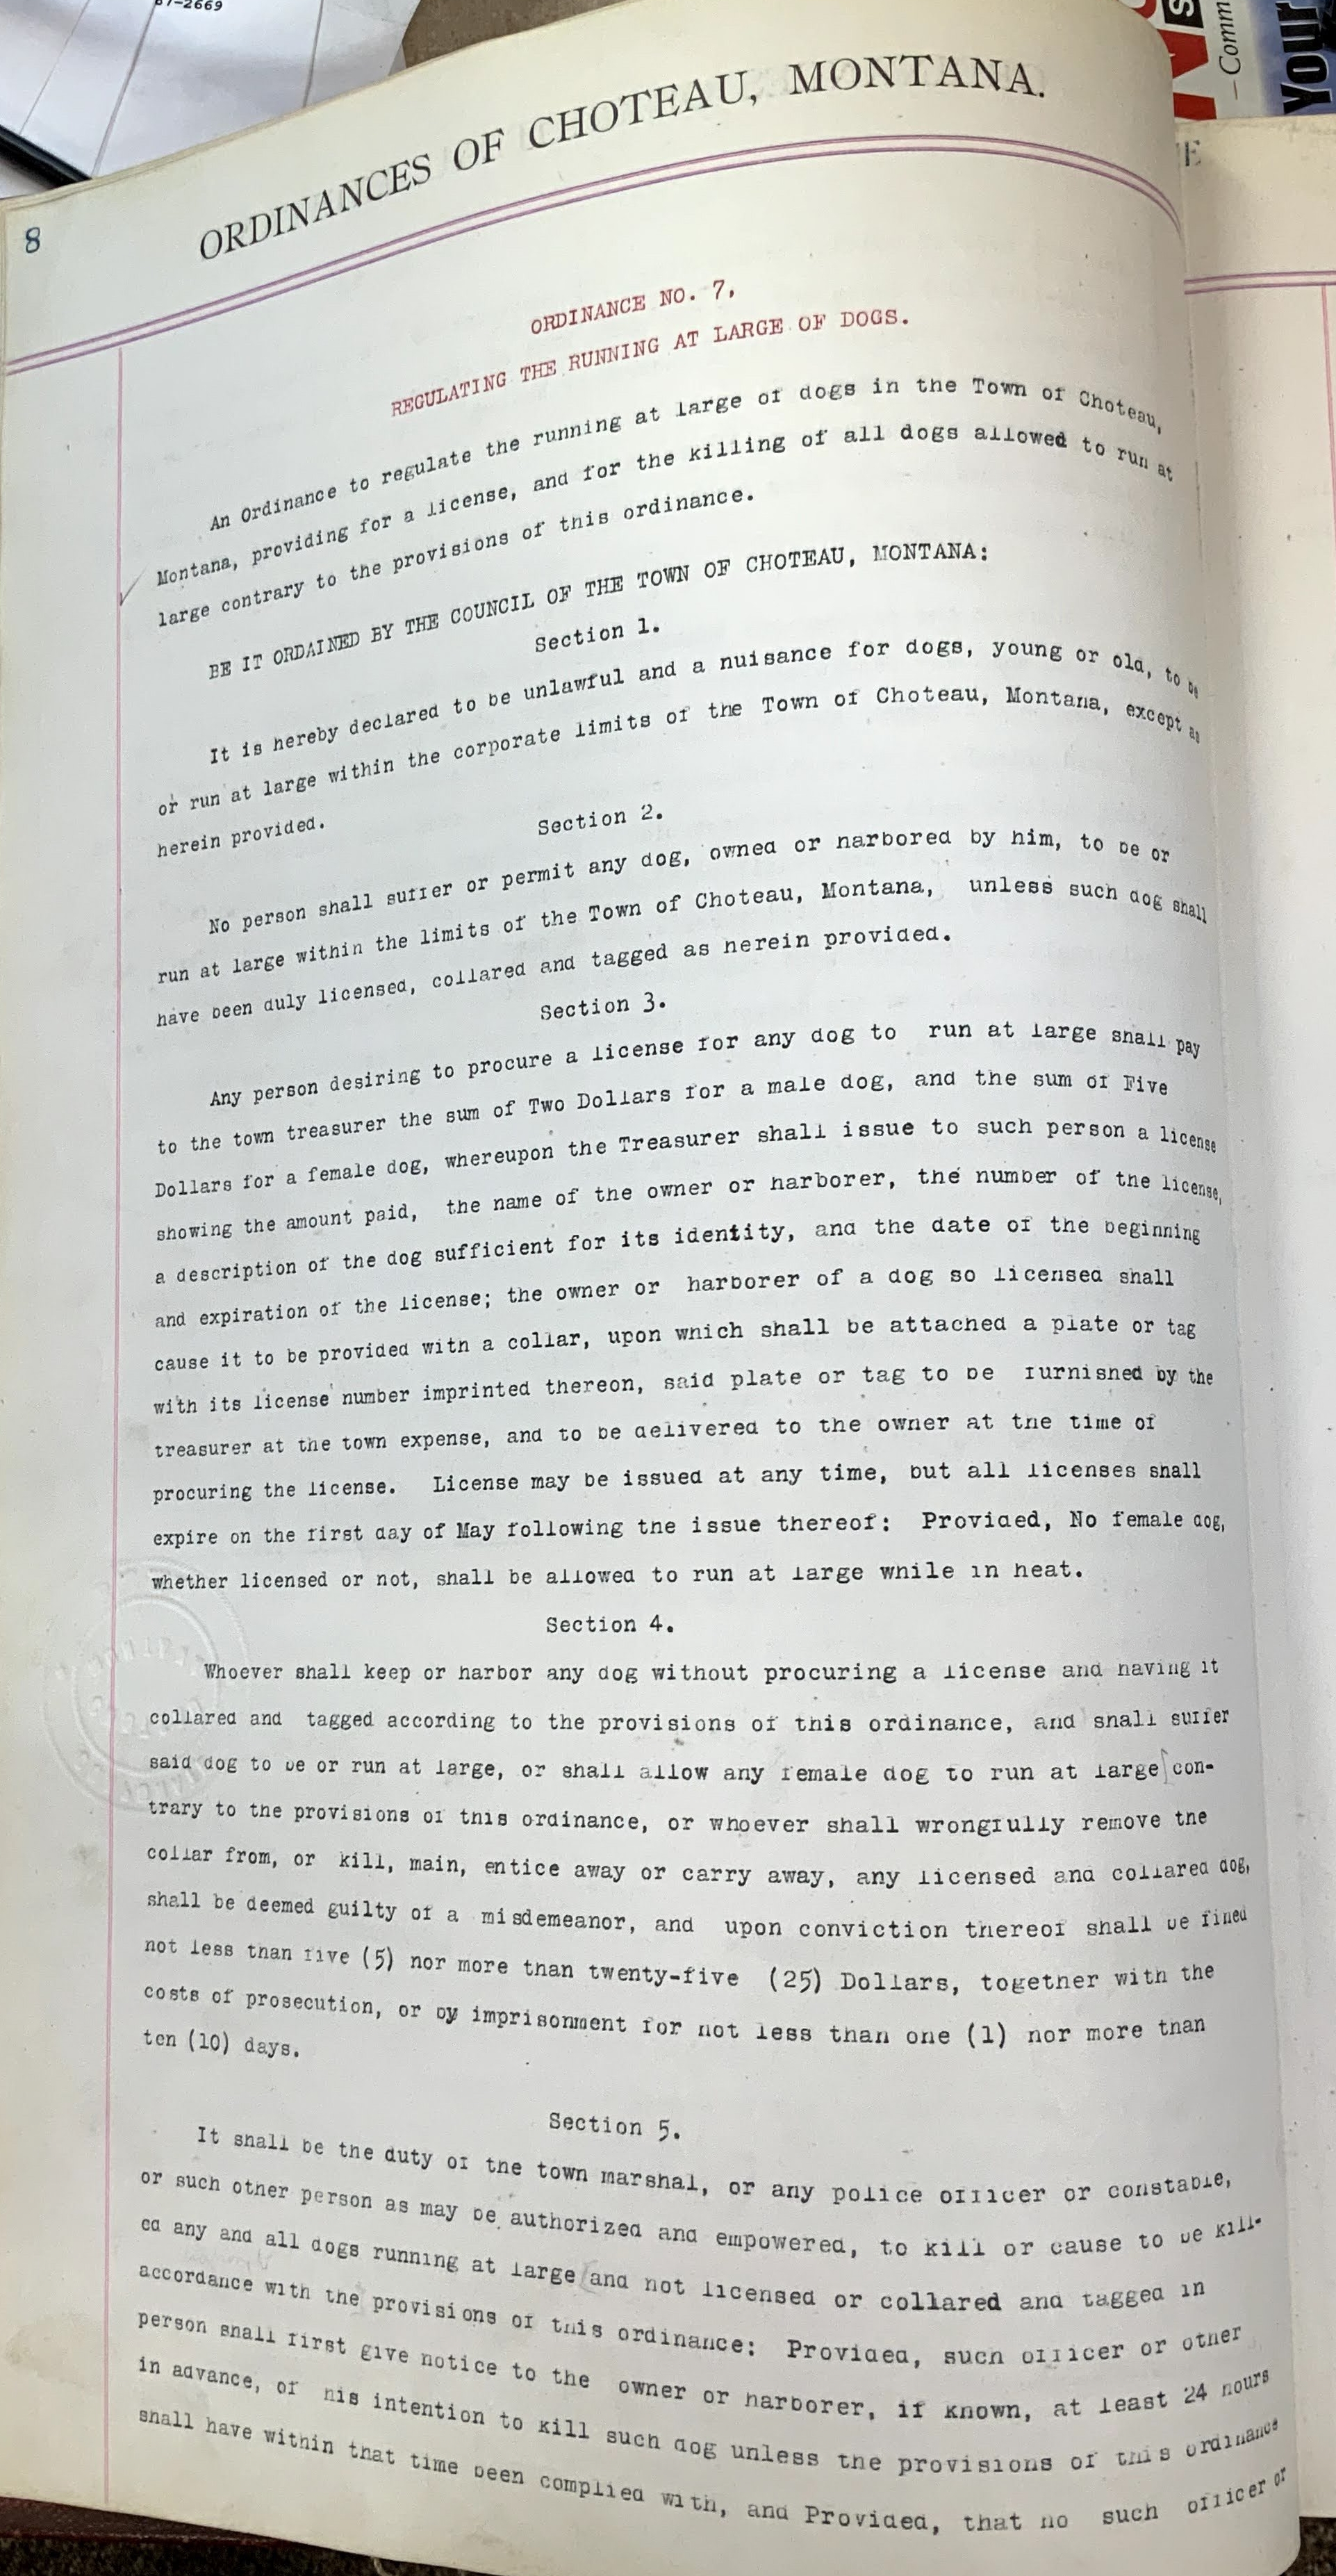 87-2669
Comm
Your
8
ORDINANCES OF CHOTEAU, MONTANA.
ORDINANCE NO. 7,
REGULATING THE RUNNING AT LARGE OF DOGS.
An Ordinance to regulate the running at large of dogs in the Town of Choteau,
Montana, providing for a license, and for the killing of all dogs allowed to run at
large contrary to the provisions of this ordinance.
BE IT ORDAINED BY THE COUNCIL OF THE TOWN OF CHOTEAU, MONTANA:
Section 1.
It is hereby declared to be unlawful and a nuisance for dogs, young or old, to be
or run at large within the corporate limits of the Town of Choteau, Montana, except as
herein provided.
Section 2.
No person shall suffer or permit any dog, owned or harbored by him, to be or
run at large within the limits of the Town of Choteau, Montana, unless such dog shall
have been duly licensed, collared and tagged as herein provided.
Section 3.
Any person desiring to procure a license for any dog to run at large shall pay
to the town treasurer the sum of Two Dollars for a male dog, and the sum of Five
Dollars for a female dog, whereupon the Treasurer shall issue to such person a license
showing the amount paid, the name of the owner or harborer, the number of the license,
a description of the dog sufficient for its identity, and the date of the beginning
and expiration of the license; the owner or harborer of a dog so licensed shall
cause it to be provided with a collar, upon which shall be attached a plate or tag
with its license number imprinted thereon, said plate or tag to be furnished by the
treasurer at the town expense, and to be delivered to the owner at the time of
procuring the license. License may be issued at any time, but all licenses shall
expire on the first day of May following the issue thereof: Provided, No female dog,
whether licensed or not, shall be allowed to run at large while in heat.
Section 4.
Whoever shall keep or harbor any dog without procuring a license and having it
collared and tagged according to the provisions of this ordinance, and shall suffer
said dog to be or run at large, or shall allow any female dog to run at large con-
trary to the provisions of this ordinance, or whoever shall wrongfully remove the
collar from, or kill, main, entice away or carry away, any licensed and collared dog,
shall be deemed guilty of a misdemeanor, and upon conviction thereof shall be fined
not less than five (5) nor more than twenty-five (25) Dollars, together with the
costs of prosecution, or by imprisonment for not less than one (1) nor more than
ten (10) days.
Section 5.
It shall be the duty of the town marshal, or any police officer or constable,
or such other person as may be authorized and empowered, to kill or cause to be kill-
ed any and all dogs running at large and not licensed or collared and tagged in
accordance with the provisions of this ordinance: Provided, such officer or other
person shall first give notice to the owner or harborer, if known, at least 24 hours
in advance, of his intention to kill such dog unless the provisions of this ordinance
shall have within that time been complied with, and Provided, that no such officer or